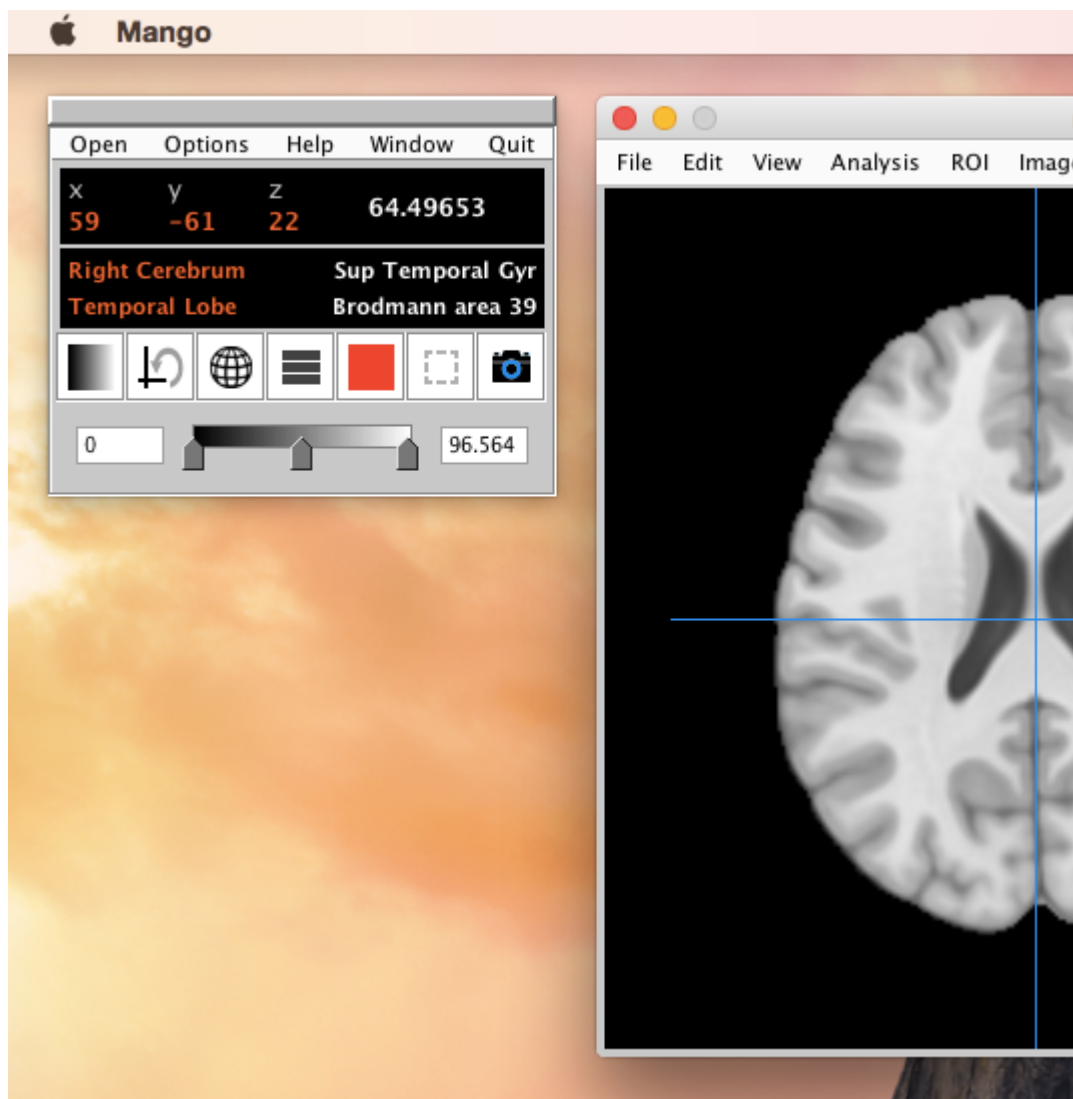 Mango
Open Options Help Window Quit
x y z
59 -61 22 64.49653
Right Cerebrum Sup Temporal Gyr
Temporal Lobe Brodmann area 39
0 96.564
File Edit View Analysis ROI Imag